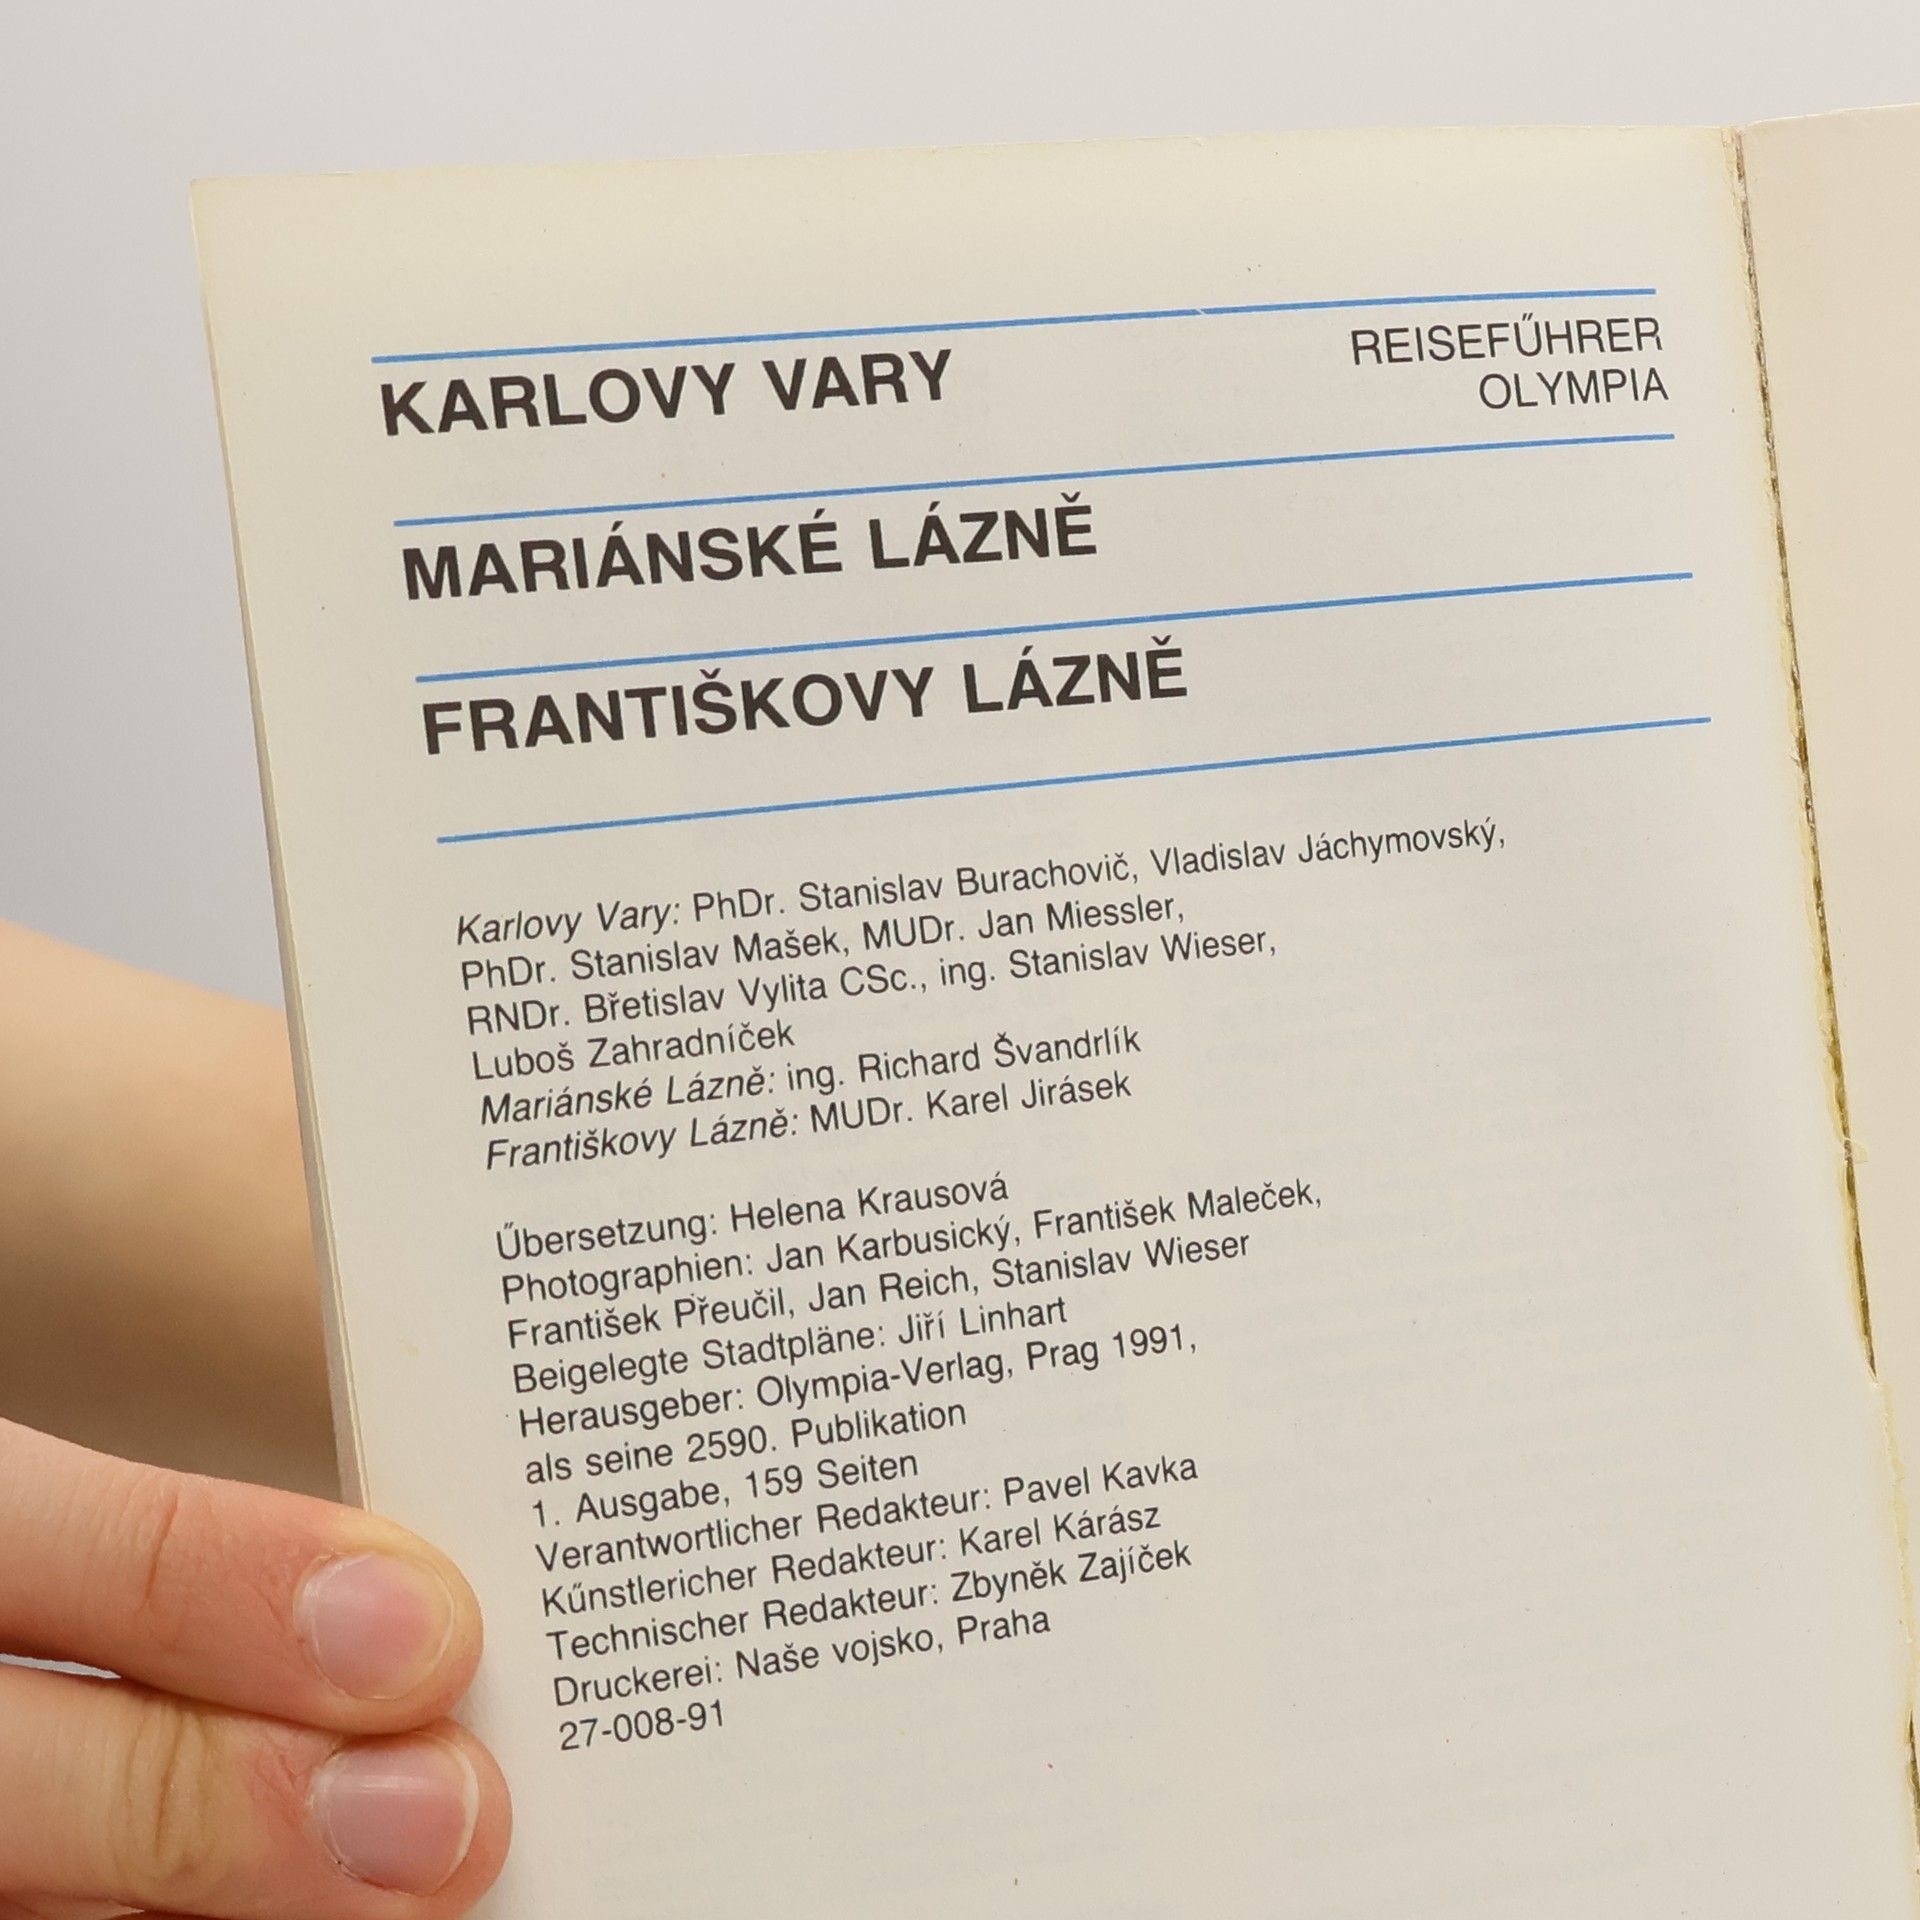 KARLOVY VARY
REISEFŰHRER
OLYMPIA
MARIÁNSKÉ LÁZNĚ
FRANTIŠKOVY LÁZNĚ
Karlovy Vary: PhDr. Stanislav Burachovič, Vladislav Jáchymovský,
PhDr. Stanislav Mašek, MUDr. Jan Miessler,
RNDr. Břetislav Vylita CSc., ing. Stanislav Wieser,
Luboš Zahradníček
Mariánské Lázně: ing. Richard Švandrlík
Františkovy Lázně: MUDr. Karel Jirásek
Űbersetzung: Helena Krausová
Photographien: Jan Karbusický, František Maleček,
František Přeučil, Jan Reich, Stanislav Wieser
Beigelegte Stadtpläne: Jiří Linhart
Herausgeber: Olympia-Verlag, Prag 1991,
als seine 2590. Publikation
1. Ausgabe, 159 Seiten
Verantwortlicher Redakteur: Pavel Kavka
Kűnstlericher Redakteur: Karel Kárász
Technischer Redakteur: Zbyněk Zajíček
Druckerei: Naše vojsko, Praha
27-008-91